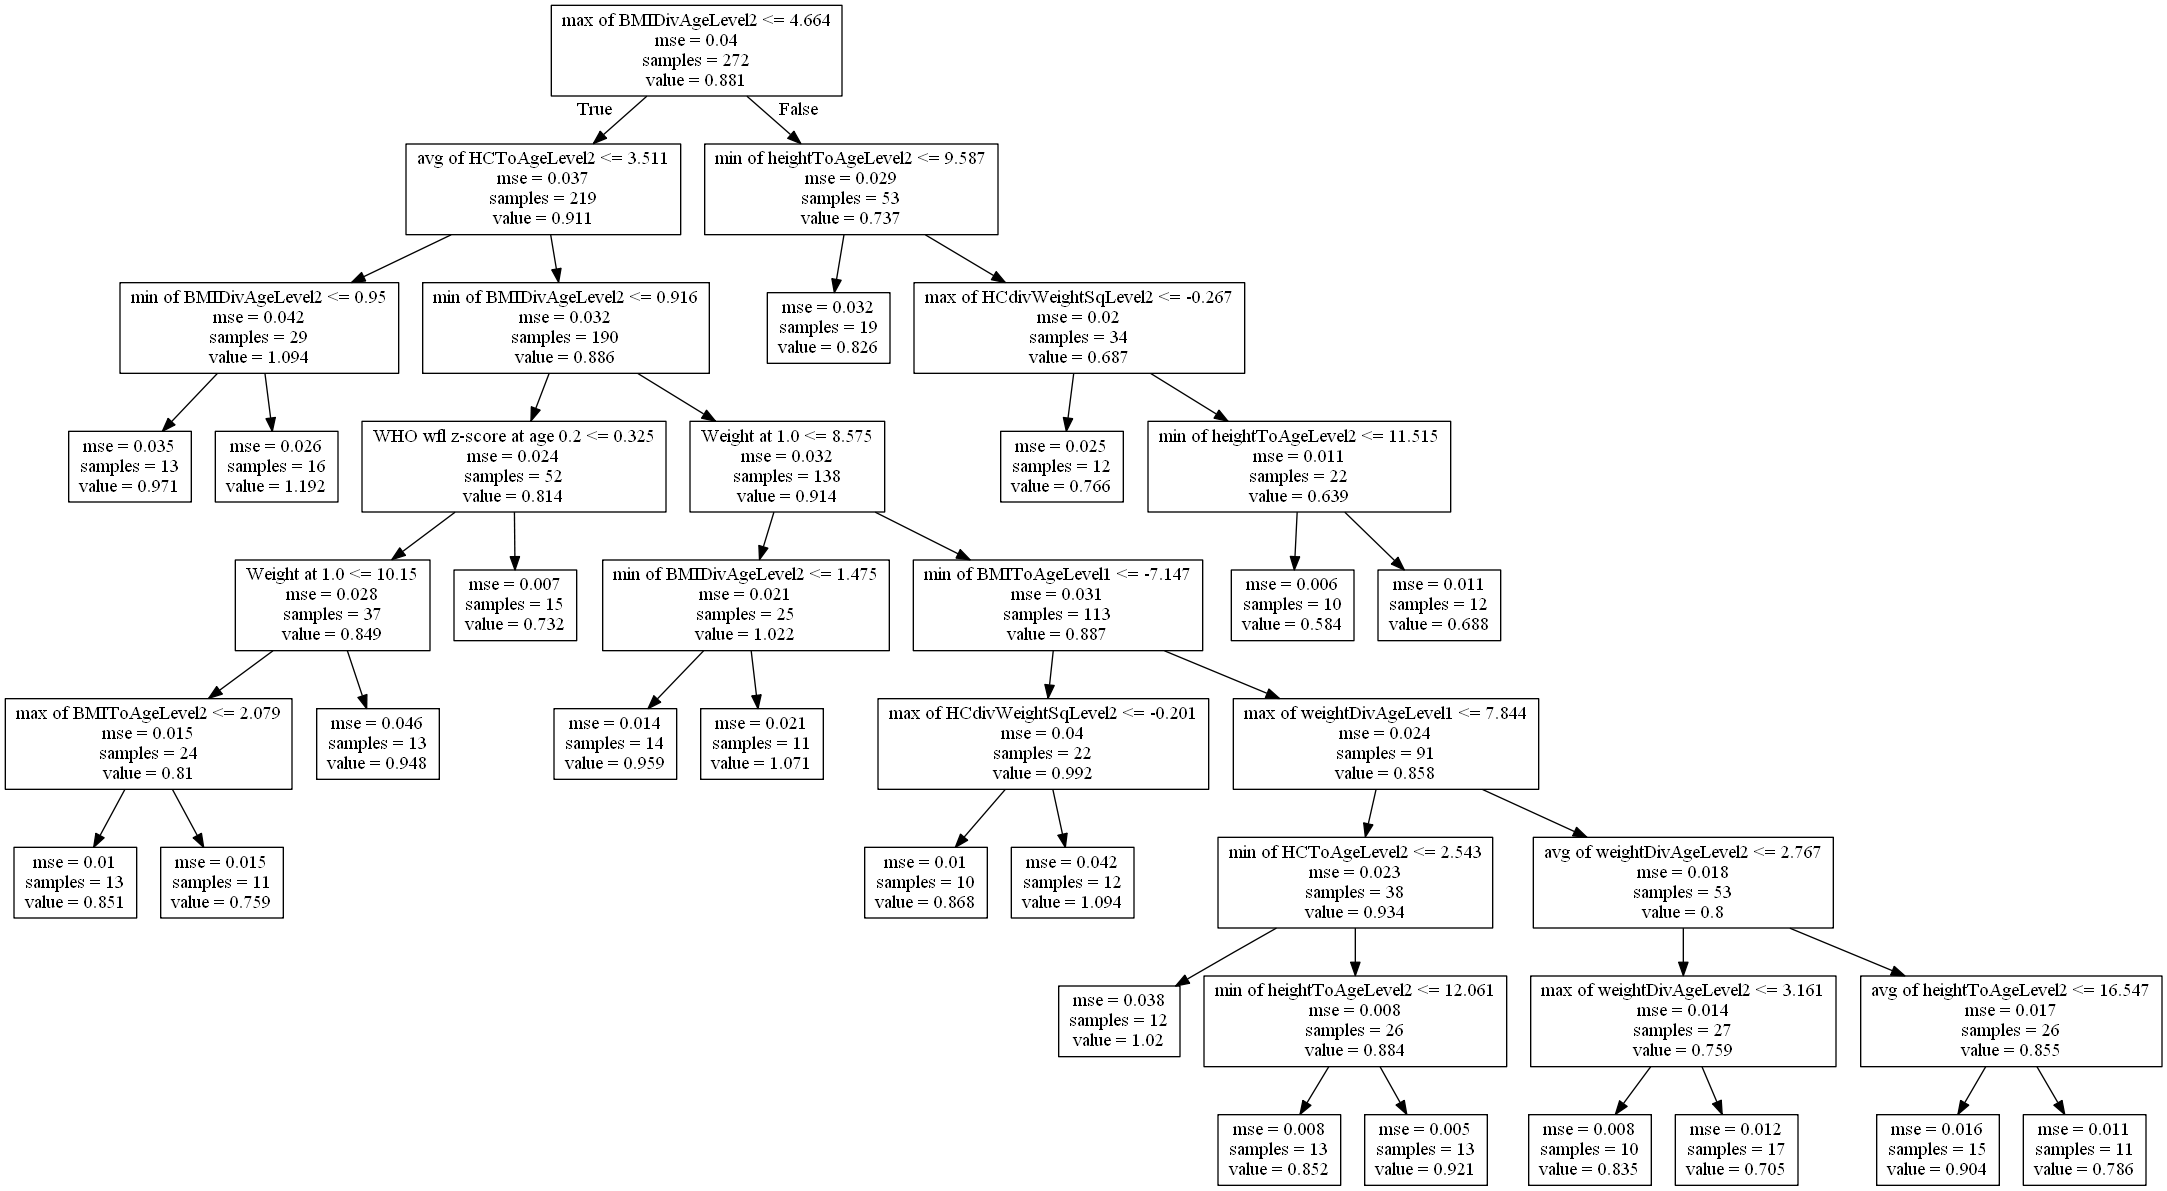 max of BMIDivAgeLevel2 <= 4.664
mse = 0.04
samples = 272
value = 0.881
True
False
avg of HCToAgeLevel2 <= 3.511
mse = 0.037
samples = 219
value = 0.911
min of heightToAgeLevel2 <= 9.587
mse = 0.029
samples = 53
value = 0.737
min of BMIDivAgeLevel2 <= 0.95
mse = 0.042
samples = 29
value = 1.094
min of BMIDivAgeLevel2 <= 0.916
mse = 0.032
samples = 190
value = 0.886
mse = 0.032
samples = 19
value = 0.826
max of HCdivWeightSqLevel2 <= -0.267
mse = 0.02
samples = 34
value = 0.687
mse = 0.035
samples = 13
value = 0.971
mse = 0.026
samples = 16
value = 1.192
WHO wfl z-score at age 0.2 <= 0.325
mse = 0.024
samples = 52
value = 0.814
Weight at 1.0 <= 8.575
mse = 0.032
samples = 138
value = 0.914
mse = 0.025
samples = 12
value = 0.766
min of heightToAgeLevel2 <= 11.515
mse = 0.011
samples = 22
value = 0.639
Weight at 1.0 <= 10.15
mse = 0.028
samples = 37
value = 0.849
mse = 0.007
samples = 15
value = 0.732
min of BMIDivAgeLevel2 <= 1.475
mse = 0.021
samples = 25
value = 1.022
min of BMIToAgeLevel1 <= -7.147
mse = 0.031
samples = 113
value = 0.887
mse = 0.006
samples = 10
value = 0.584
mse = 0.011
samples = 12
value = 0.688
max of BMIToAgeLevel2 <= 2.079
mse = 0.015
samples = 24
value = 0.81
mse = 0.046
samples = 13
value = 0.948
mse = 0.014
samples = 14
value = 0.959
mse = 0.021
samples = 11
value = 1.071
max of HCdivWeightSqLevel2 <= -0.201
mse = 0.04
samples = 22
value = 0.992
max of weightDivAgeLevel1 <= 7.844
mse = 0.024
samples = 91
value = 0.858
mse = 0.01
samples = 13
value = 0.851
mse = 0.015
samples = 11
value = 0.759
mse = 0.01
samples = 10
value = 0.868
mse = 0.042
samples = 12
value = 1.094
min of HCToAgeLevel2 <= 2.543
mse = 0.023
samples = 38
value = 0.934
avg of weightDivAgeLevel2 <= 2.767
mse = 0.018
samples = 53
value = 0.8
mse = 0.038
samples = 12
value = 1.02
min of heightToAgeLevel2 <= 12.061
mse = 0.008
samples = 26
value = 0.884
max of weightDivAgeLevel2 <= 3.161
mse = 0.014
samples = 27
value = 0.759
avg of heightToAgeLevel2 <= 16.547
mse = 0.017
samples = 26
value = 0.855
mse = 0.008
samples = 13
value = 0.852
mse = 0.005
samples = 13
value = 0.921
mse = 0.008
samples = 10
value = 0.835
mse = 0.012
samples = 17
value = 0.705
mse = 0.016
samples = 15
value = 0.904
mse = 0.011
samples = 11
value = 0.786